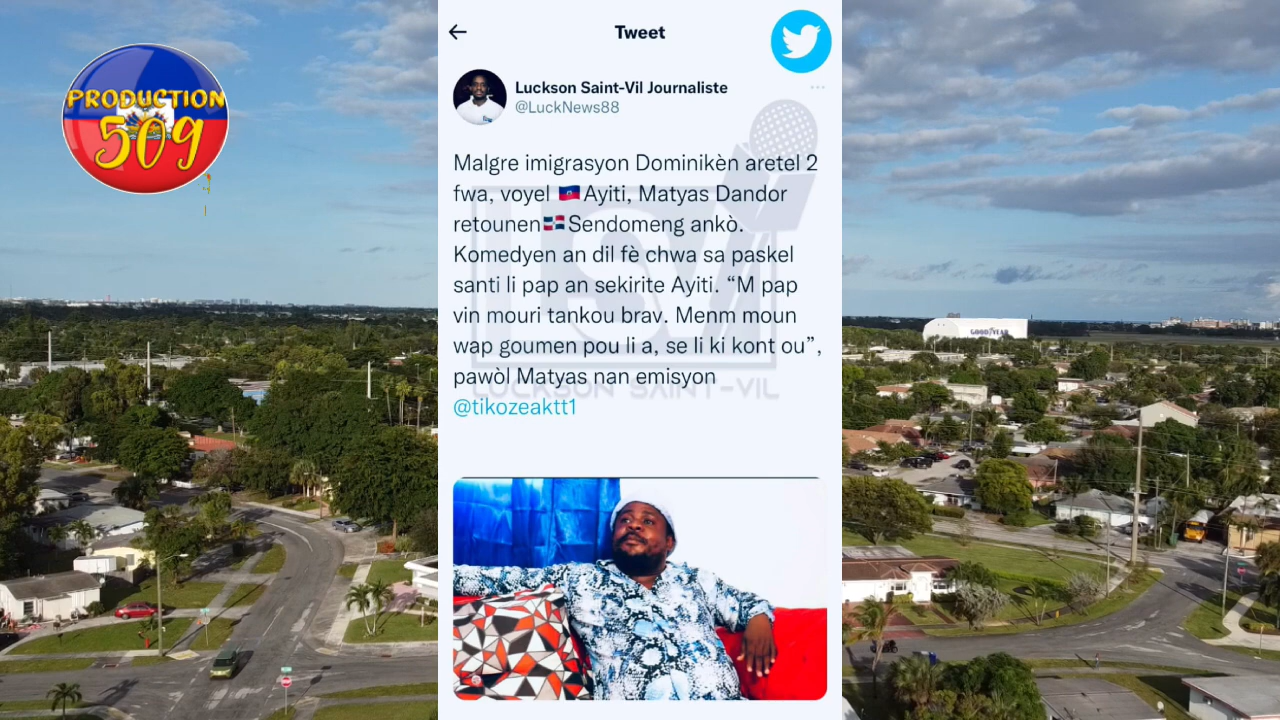 PRODUCTION
509
Tweet
Luckson Saint-Vil Journaliste
@LuckNews88
Malgre imigrasyon Dominikèn aretel 2
fwa, voyel 🇭🇹Ayiti, Matyas Dandor
retounen🇩🇴Sendomeng ankò.
Komedyen an dil fè chwa sa paskel
santi li pap an sekirite Ayiti. “M pap
vin mouri tankou brav. Menm moun
wap goumen pou li a, se li ki kont ou”,
pawòl Matyas nan emisyon
@tikozeaktt1
LUCKSON SAINT-VIL
GOODYEAR